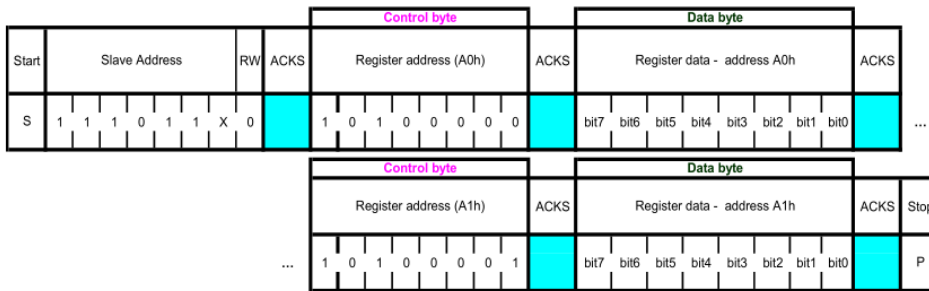 Control byte Data byte
Start Slave Address RW ACKS Register address (A0h) ACKS Register data - address A0h ACKS
S 1 1 1 0 1 1 X 0 1 0 1 0 0 0 0 0 bit7 bit6 bit5 bit4 bit3 bit2 bit1 bit0 ...
Control byte Data byte
Register address (A1h) ACKS Register data - address A1h ACKS Stop
... 1 0 1 0 0 0 0 1 bit7 bit6 bit5 bit4 bit3 bit2 bit1 bit0 P